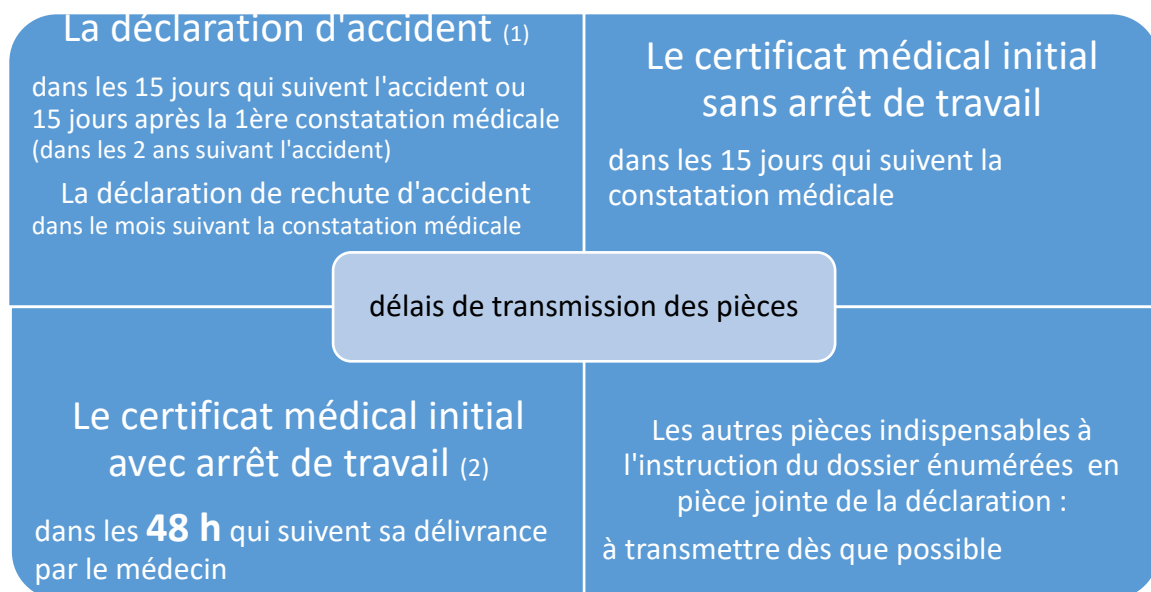 La déclaration d'accident (1)
dans les 15 jours qui suivent l'accident ou
15 jours après la 1ère constatation médicale
(dans les 2 ans suivant l'accident)
La déclaration de rechute d'accident
dans le mois suivant la constatation médicale
Le certificat médical initial
sans arrêt de travail
dans les 15 jours qui suivent la
constatation médicale
délais de transmission des pièces
Le certificat médical initial
avec arrêt de travail (2)
dans les 48 h qui suivent sa délivrance
par le médecin
Les autres pièces indispensables à
l'instruction du dossier énumérées en
pièce jointe de la déclaration :
à transmettre dès que possible